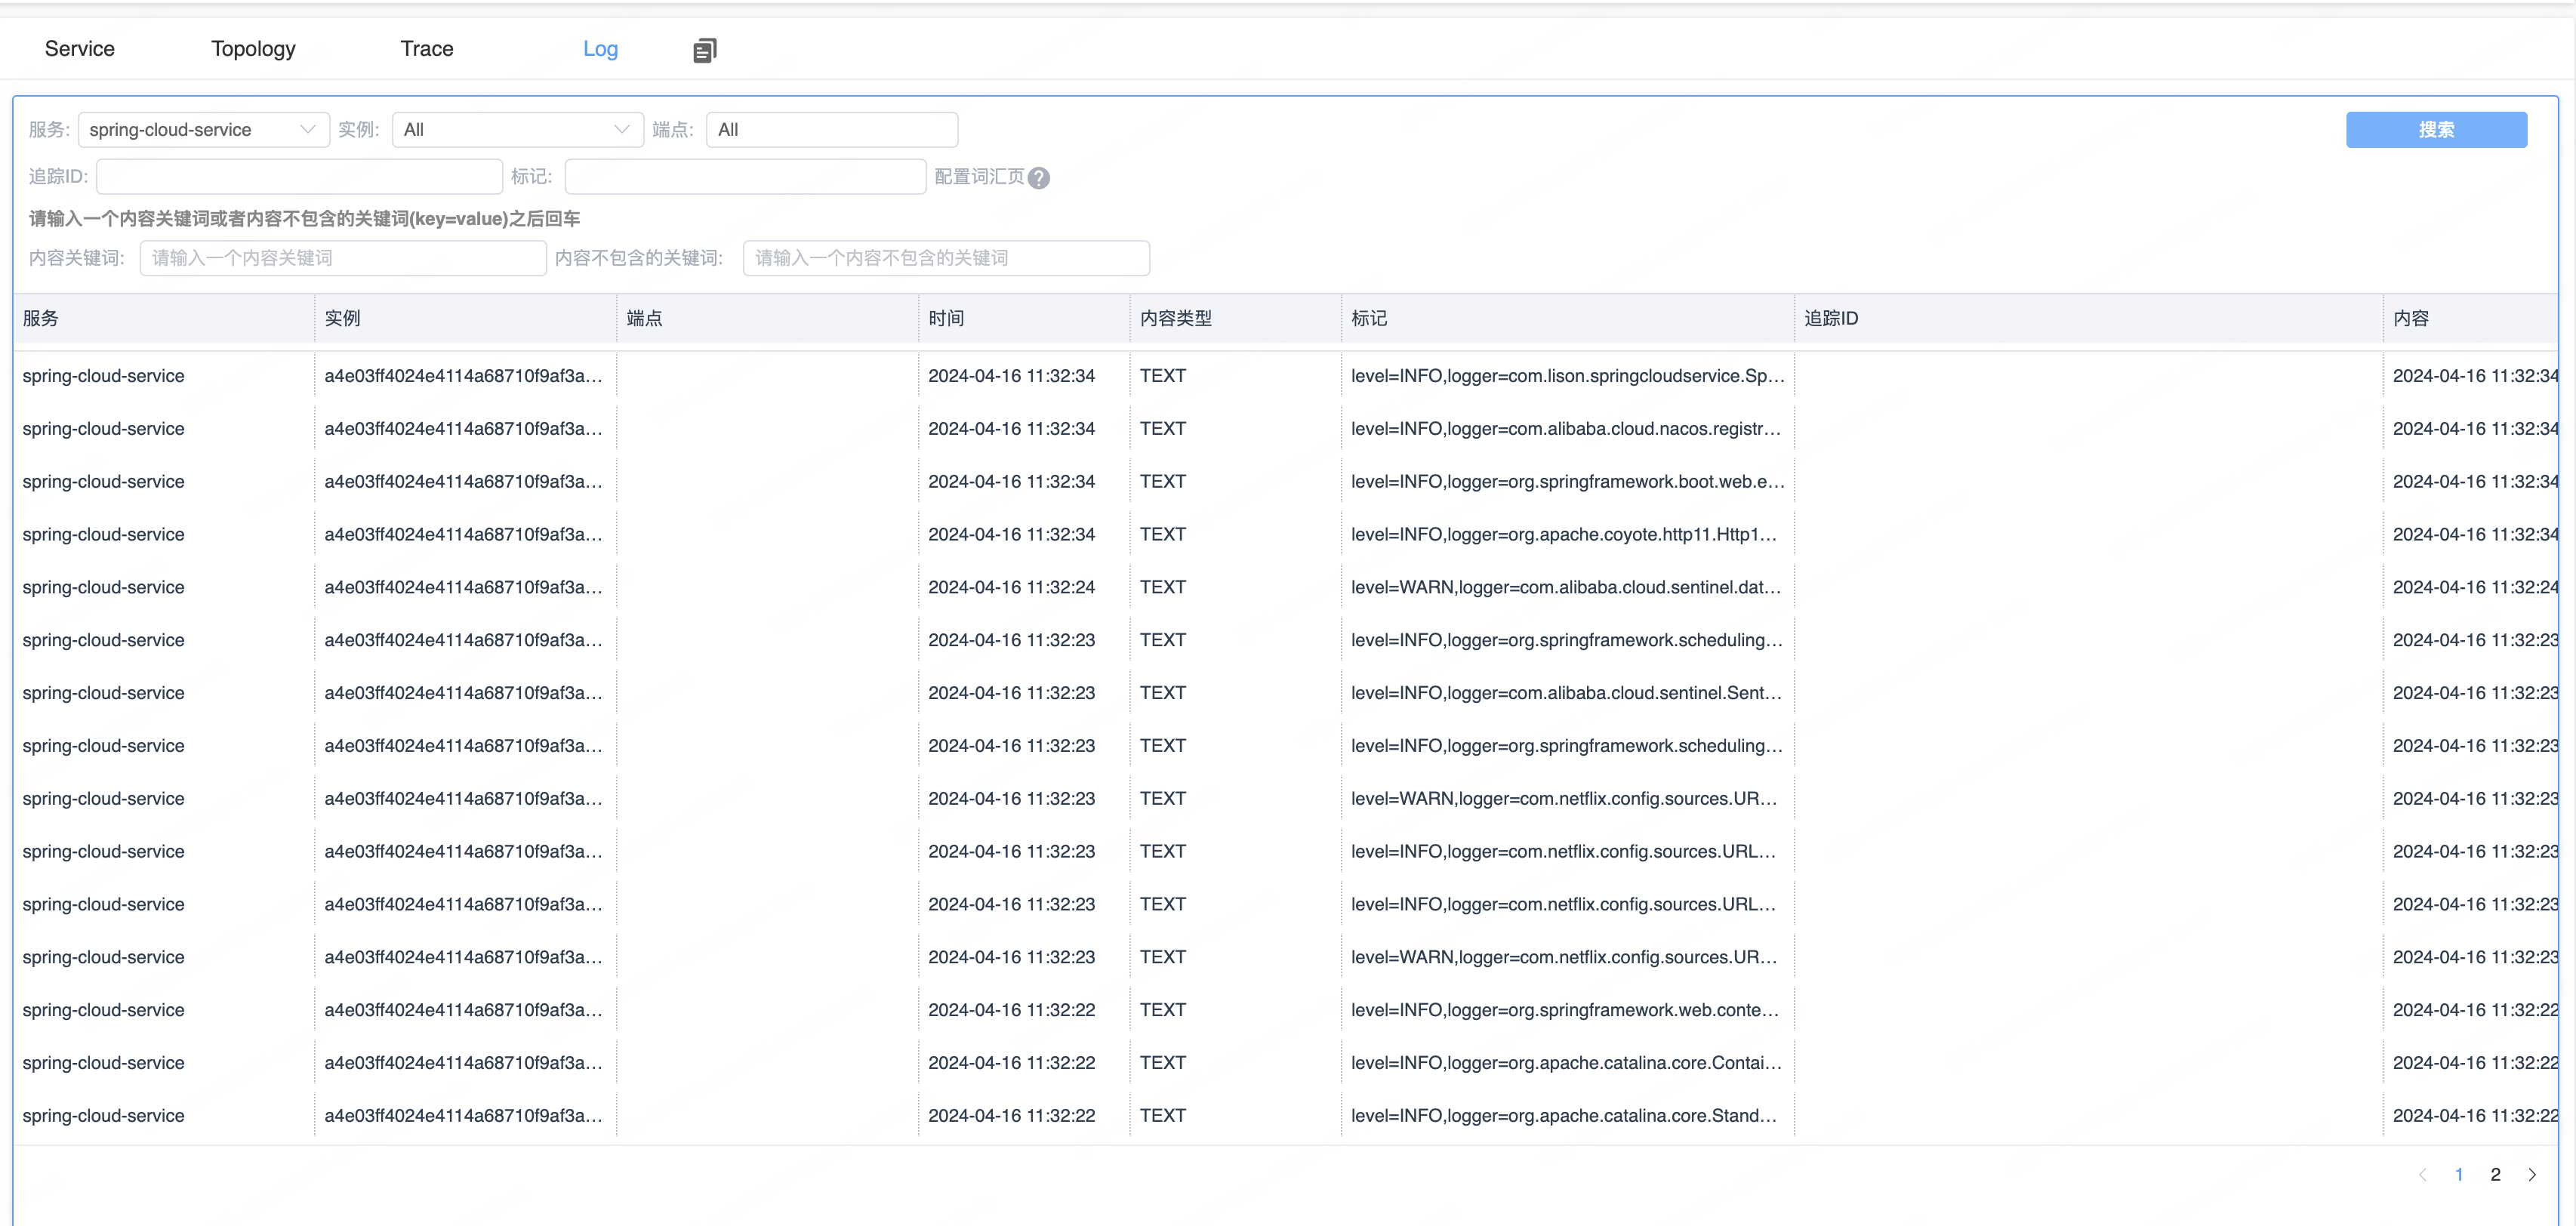 Service Topology Trace Log
服务: spring-cloud-service 实例: All 端点: All 搜索
追踪ID: 标记: 配置词汇页 ?
请输入一个内容关键词或者内容不包含的关键词(key=value)之后回车
内容关键词: 请输入一个内容关键词 内容不包含的关键词: 请输入一个内容不包含的关键词
服务 实例 端点 时间 内容类型 标记 追踪ID 内容
spring-cloud-service a4e03ff4024e4114a68710f9af3a... 2024-04-16 11:32:34 TEXT level=INFO,logger=com.lison.springcloudservice.Sp... 2024-04-16 11:32:34
spring-cloud-service a4e03ff4024e4114a68710f9af3a... 2024-04-16 11:32:34 TEXT level=INFO,logger=com.alibaba.cloud.nacos.registr... 2024-04-16 11:32:34
spring-cloud-service a4e03ff4024e4114a68710f9af3a... 2024-04-16 11:32:34 TEXT level=INFO,logger=org.springframework.boot.web.e... 2024-04-16 11:32:34
spring-cloud-service a4e03ff4024e4114a68710f9af3a... 2024-04-16 11:32:34 TEXT level=INFO,logger=org.apache.coyote.http11.Http1... 2024-04-16 11:32:34
spring-cloud-service a4e03ff4024e4114a68710f9af3a... 2024-04-16 11:32:24 TEXT level=WARN,logger=com.alibaba.cloud.sentinel.dat... 2024-04-16 11:32:24
spring-cloud-service a4e03ff4024e4114a68710f9af3a... 2024-04-16 11:32:23 TEXT level=INFO,logger=org.springframework.scheduling... 2024-04-16 11:32:23
spring-cloud-service a4e03ff4024e4114a68710f9af3a... 2024-04-16 11:32:23 TEXT level=INFO,logger=com.alibaba.cloud.sentinel.Sent... 2024-04-16 11:32:23
spring-cloud-service a4e03ff4024e4114a68710f9af3a... 2024-04-16 11:32:23 TEXT level=INFO,logger=org.springframework.scheduling... 2024-04-16 11:32:23
spring-cloud-service a4e03ff4024e4114a68710f9af3a... 2024-04-16 11:32:23 TEXT level=WARN,logger=com.netflix.config.sources.UR... 2024-04-16 11:32:23
spring-cloud-service a4e03ff4024e4114a68710f9af3a... 2024-04-16 11:32:23 TEXT level=INFO,logger=com.netflix.config.sources.URL... 2024-04-16 11:32:23
spring-cloud-service a4e03ff4024e4114a68710f9af3a... 2024-04-16 11:32:23 TEXT level=INFO,logger=com.netflix.config.sources.URL... 2024-04-16 11:32:23
spring-cloud-service a4e03ff4024e4114a68710f9af3a... 2024-04-16 11:32:23 TEXT level=WARN,logger=com.netflix.config.sources.UR... 2024-04-16 11:32:23
spring-cloud-service a4e03ff4024e4114a68710f9af3a... 2024-04-16 11:32:22 TEXT level=INFO,logger=org.springframework.web.conte... 2024-04-16 11:32:22
spring-cloud-service a4e03ff4024e4114a68710f9af3a... 2024-04-16 11:32:22 TEXT level=INFO,logger=org.apache.catalina.core.Contai... 2024-04-16 11:32:22
spring-cloud-service a4e03ff4024e4114a68710f9af3a... 2024-04-16 11:32:22 TEXT level=INFO,logger=org.apache.catalina.core.Stand... 2024-04-16 11:32:22
1 2